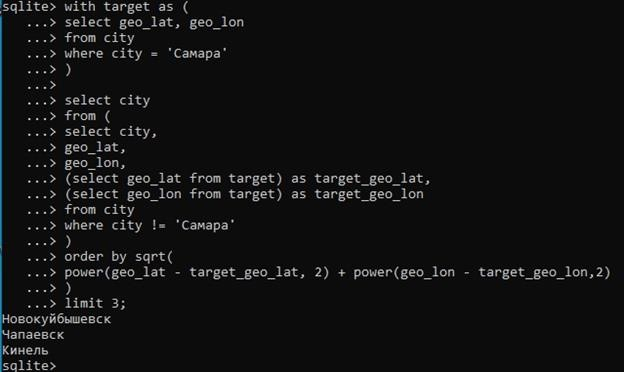 sqlite> with target as (
...> select geo_lat, geo_lon
...> from city
...> where city = 'Самара'
...> )
...>
...> select city
...> from (
...> select city,
...> geo_lat,
...> geo_lon,
...> (select geo_lat from target) as target_geo_lat,
...> (select geo_lon from target) as target_geo_lon
...> from city
...> where city != 'Самара'
...> )
...> order by sqrt(
...> power(geo_lat - target_geo_lat, 2) + power(geo_lon - target_geo_lon,2)
...> )
...> limit 3;
Новокуйбышевск
Чапаевск
Кинель
sqlite>